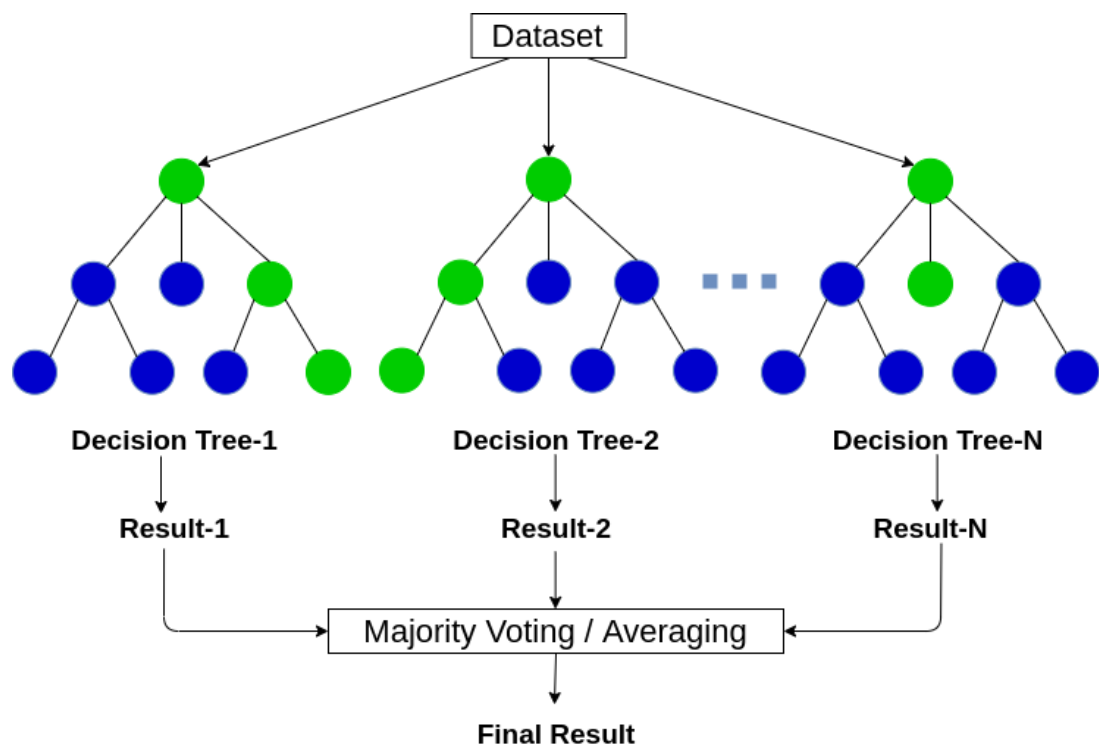 Dataset
Decision Tree-1
Decision Tree-2
Decision Tree-N
Result-1
Result-2
Result-N
Majority Voting / Averaging
Final Result